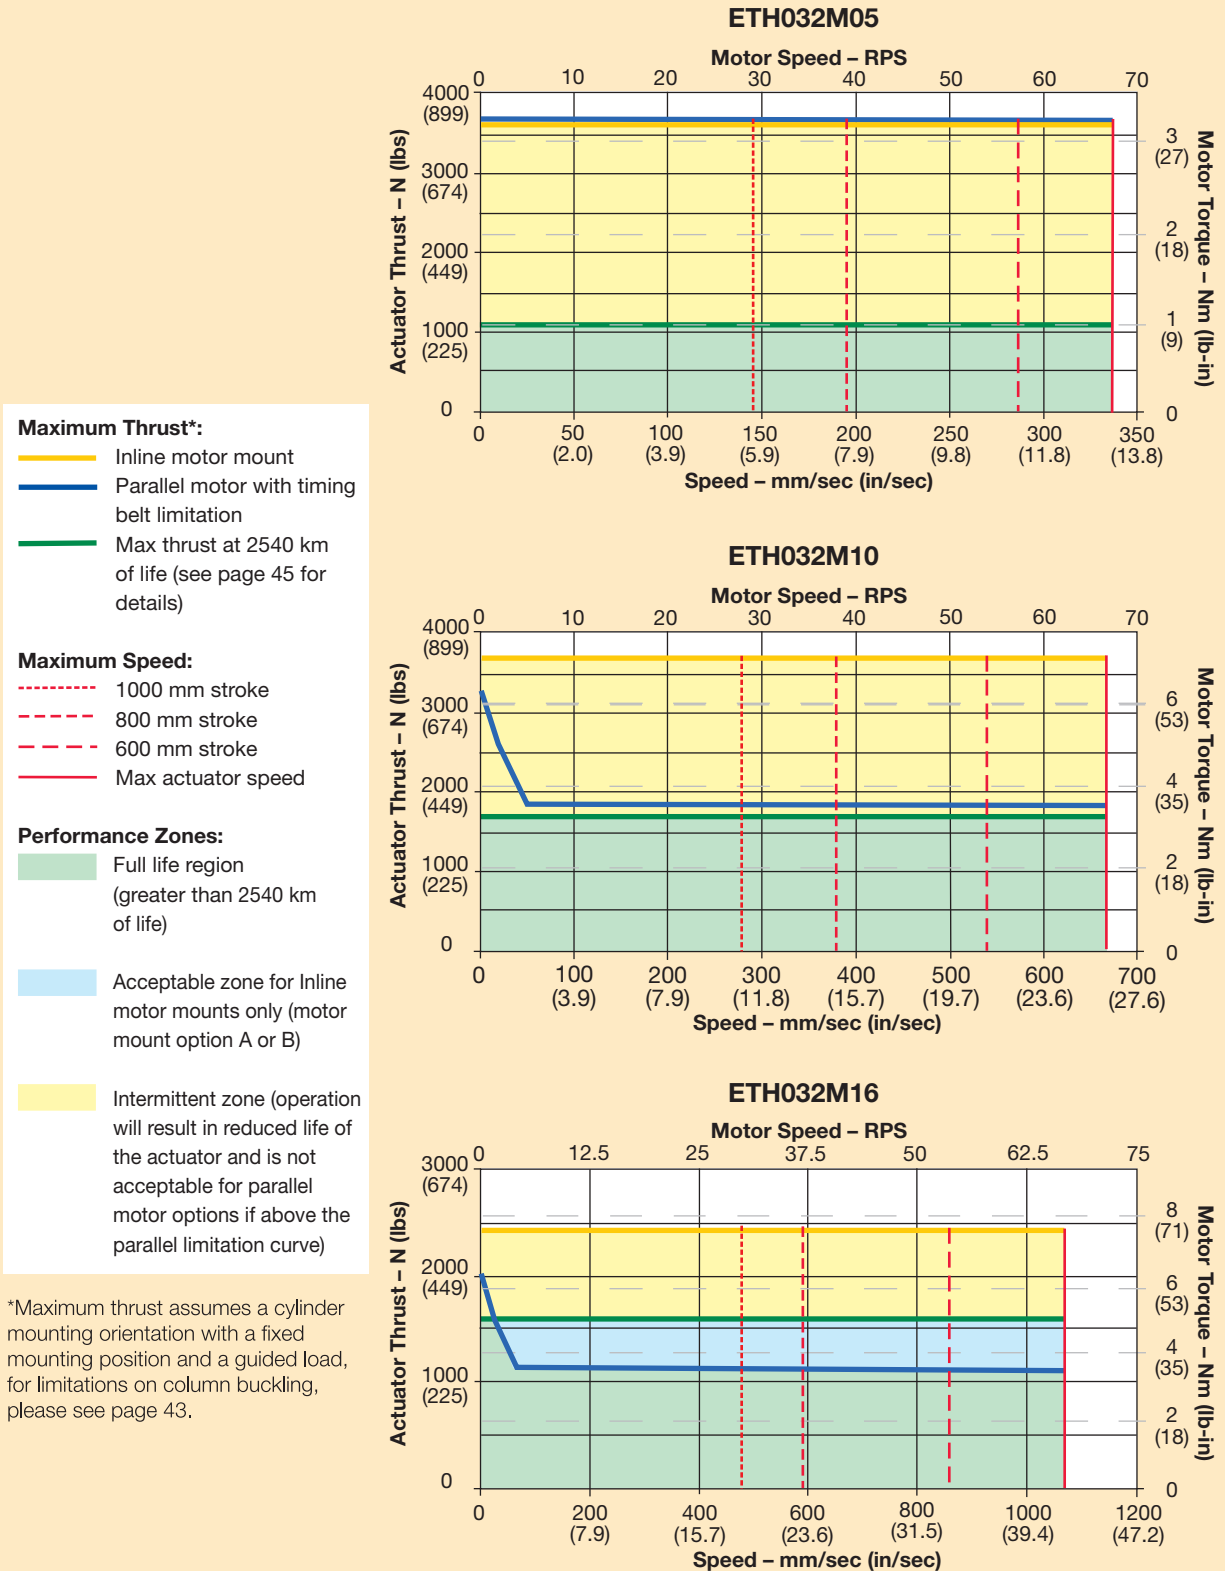 ETH032M05
Motor Speed – RPS
0 10 20 30 40 50 60 70
4000
(899)
3000
(674)
2000
(449)
1000
(225)
0
Actuator Thrust – N (lbs)
3
(27)
2
(18)
1
(9)
0
Motor Torque – Nm (lb-in)
0 50 100 150 200 250 300 350
(2.0) (3.9) (5.9) (7.9) (9.8) (11.8) (13.8)
Speed – mm/sec (in/sec)
Maximum Thrust*:
Inline motor mount
Parallel motor with timing
belt limitation
Max thrust at 2540 km
of life (see page 45 for
details)
Maximum Speed:
1000 mm stroke
800 mm stroke
600 mm stroke
Max actuator speed
Performance Zones:
Full life region
(greater than 2540 km
of life)
Acceptable zone for Inline
motor mounts only (motor
mount option A or B)
Intermittent zone (operation
will result in reduced life of
the actuator and is not
acceptable for parallel
motor options if above the
parallel limitation curve)
*Maximum thrust assumes a cylinder
mounting orientation with a fixed
mounting position and a guided load,
for limitations on column buckling,
please see page 43.
ETH032M10
Motor Speed – RPS
0 10 20 30 40 50 60 70
4000
(899)
3000
(674)
2000
(449)
1000
(225)
0
Actuator Thrust – N (lbs)
6
(53)
4
(35)
2
(18)
0
Motor Torque – Nm (lb-in)
0 100 200 300 400 500 600 700
(3.9) (7.9) (11.8) (15.7) (19.7) (23.6) (27.6)
Speed – mm/sec (in/sec)
ETH032M16
Motor Speed – RPS
0 12.5 25 37.5 50 62.5 75
3000
(674)
2000
(449)
1000
(225)
0
Actuator Thrust – N (lbs)
8
(71)
6
(53)
4
(35)
2
(18)
0
Motor Torque – Nm (lb-in)
0 200 400 600 800 1000 1200
(7.9) (15.7) (23.6) (31.5) (39.4) (47.2)
Speed – mm/sec (in/sec)